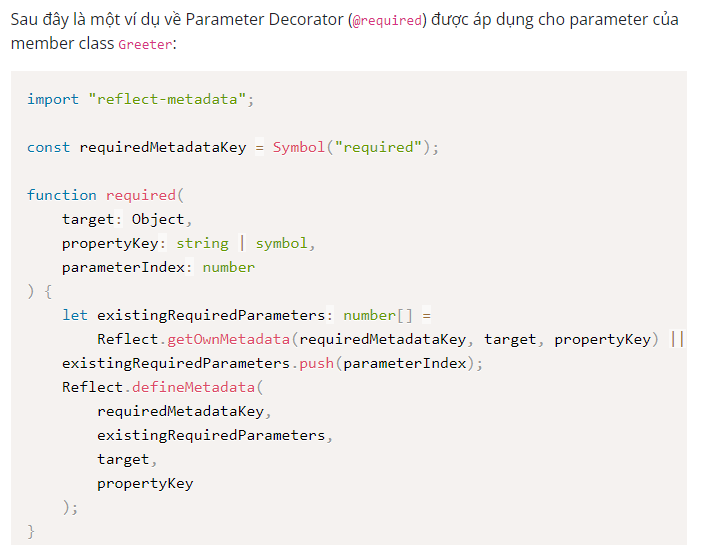 Sau đây là một ví dụ về Parameter Decorator (@required) được áp dụng cho parameter của
member class Greeter:
import "reflect-metadata";
const requiredMetadataKey = Symbol("required");
function required(
    target: Object,
    propertyKey: string | symbol,
    parameterIndex: number
) {
    let existingRequiredParameters: number[] =
        Reflect.getOwnMetadata(requiredMetadataKey, target, propertyKey) ||
    existingRequiredParameters.push(parameterIndex);
    Reflect.defineMetadata(
        requiredMetadataKey,
        existingRequiredParameters,
        target,
        propertyKey
    );
}